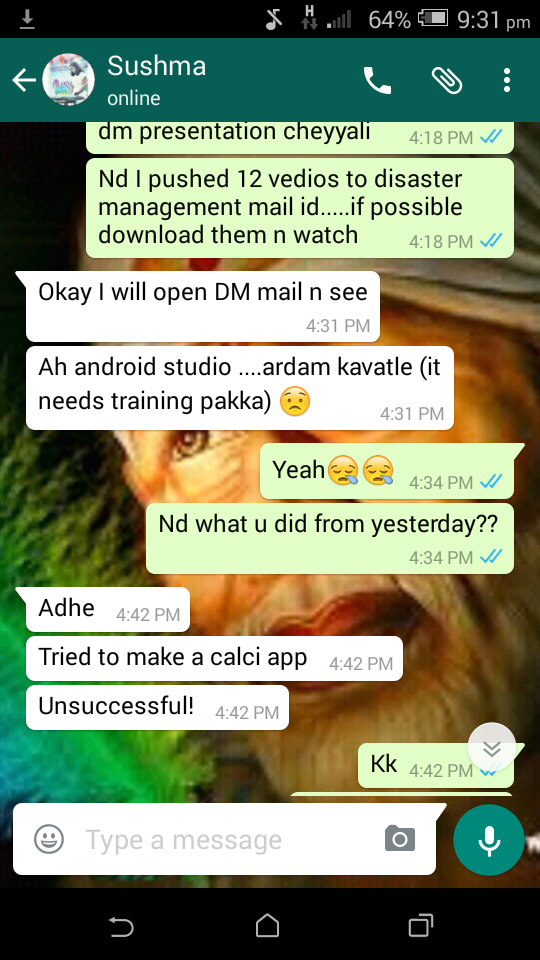 H
64%
9:31 pm
Sushma
online
dm presentation cheyyali 4:18 PM
Nd I pushed 12 vedios to disaster
management mail id.....if possible
download them n watch 4:18 PM
Okay I will open DM mail n see
4:31 PM
Ah android studio ....ardam kavatle (it
needs training pakka) 😟 4:31 PM
Yeah😪😪 4:34 PM
Nd what u did from yesterday??
4:34 PM
Adhe 4:42 PM
Tried to make a calci app 4:42 PM
Unsuccessful! 4:42 PM
Kk 4:42 PM
Type a message